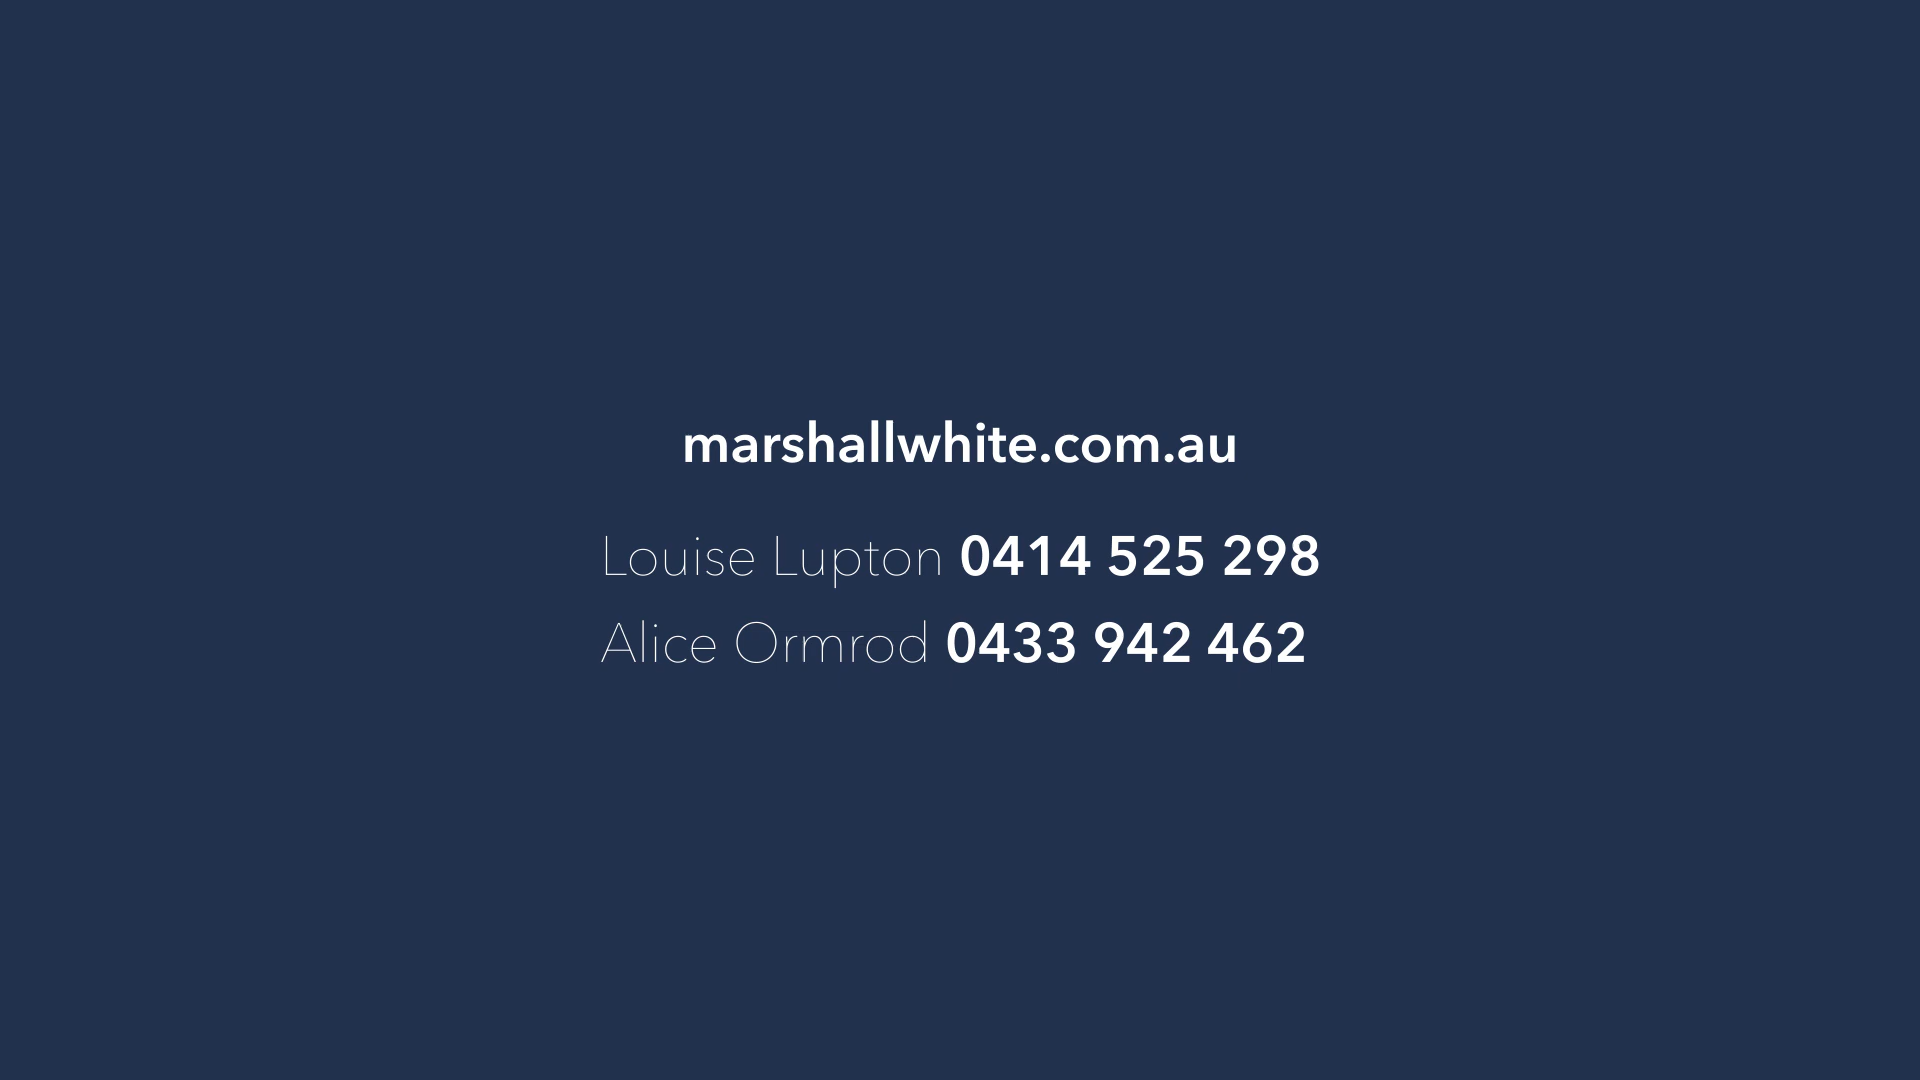 marshallwhite.com.au
Louise Lupton 0414 525 298
Alice Ormrod 0433 942 462